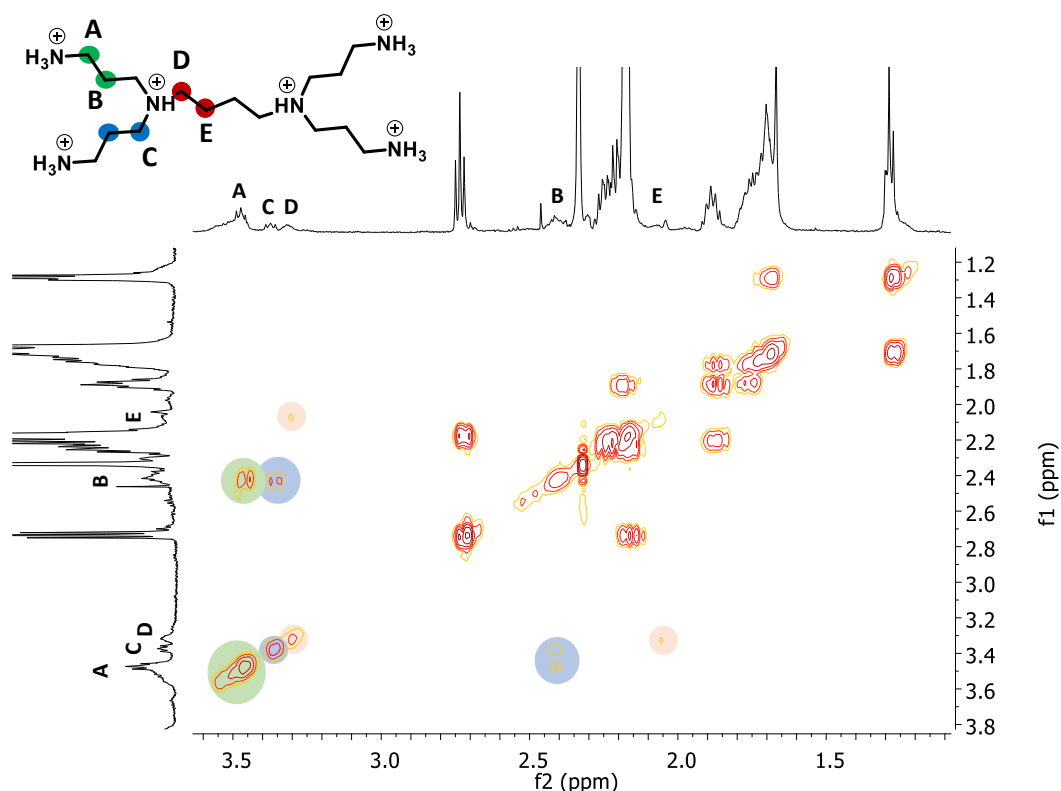 A
⊕
H3N
D
⊕
NH3
⊕
NH
B
⊕
HN
E
C
⊕
H3N
⊕
NH3
A
C
D
B
E
E
B
D
C
A
1.2
1.4
1.6
1.8
2.0
2.2
2.4
2.6
2.8
3.0
3.2
3.4
3.6
3.8
f1 (ppm)
3.5
3.0
2.5
2.0
1.5
f2 (ppm)